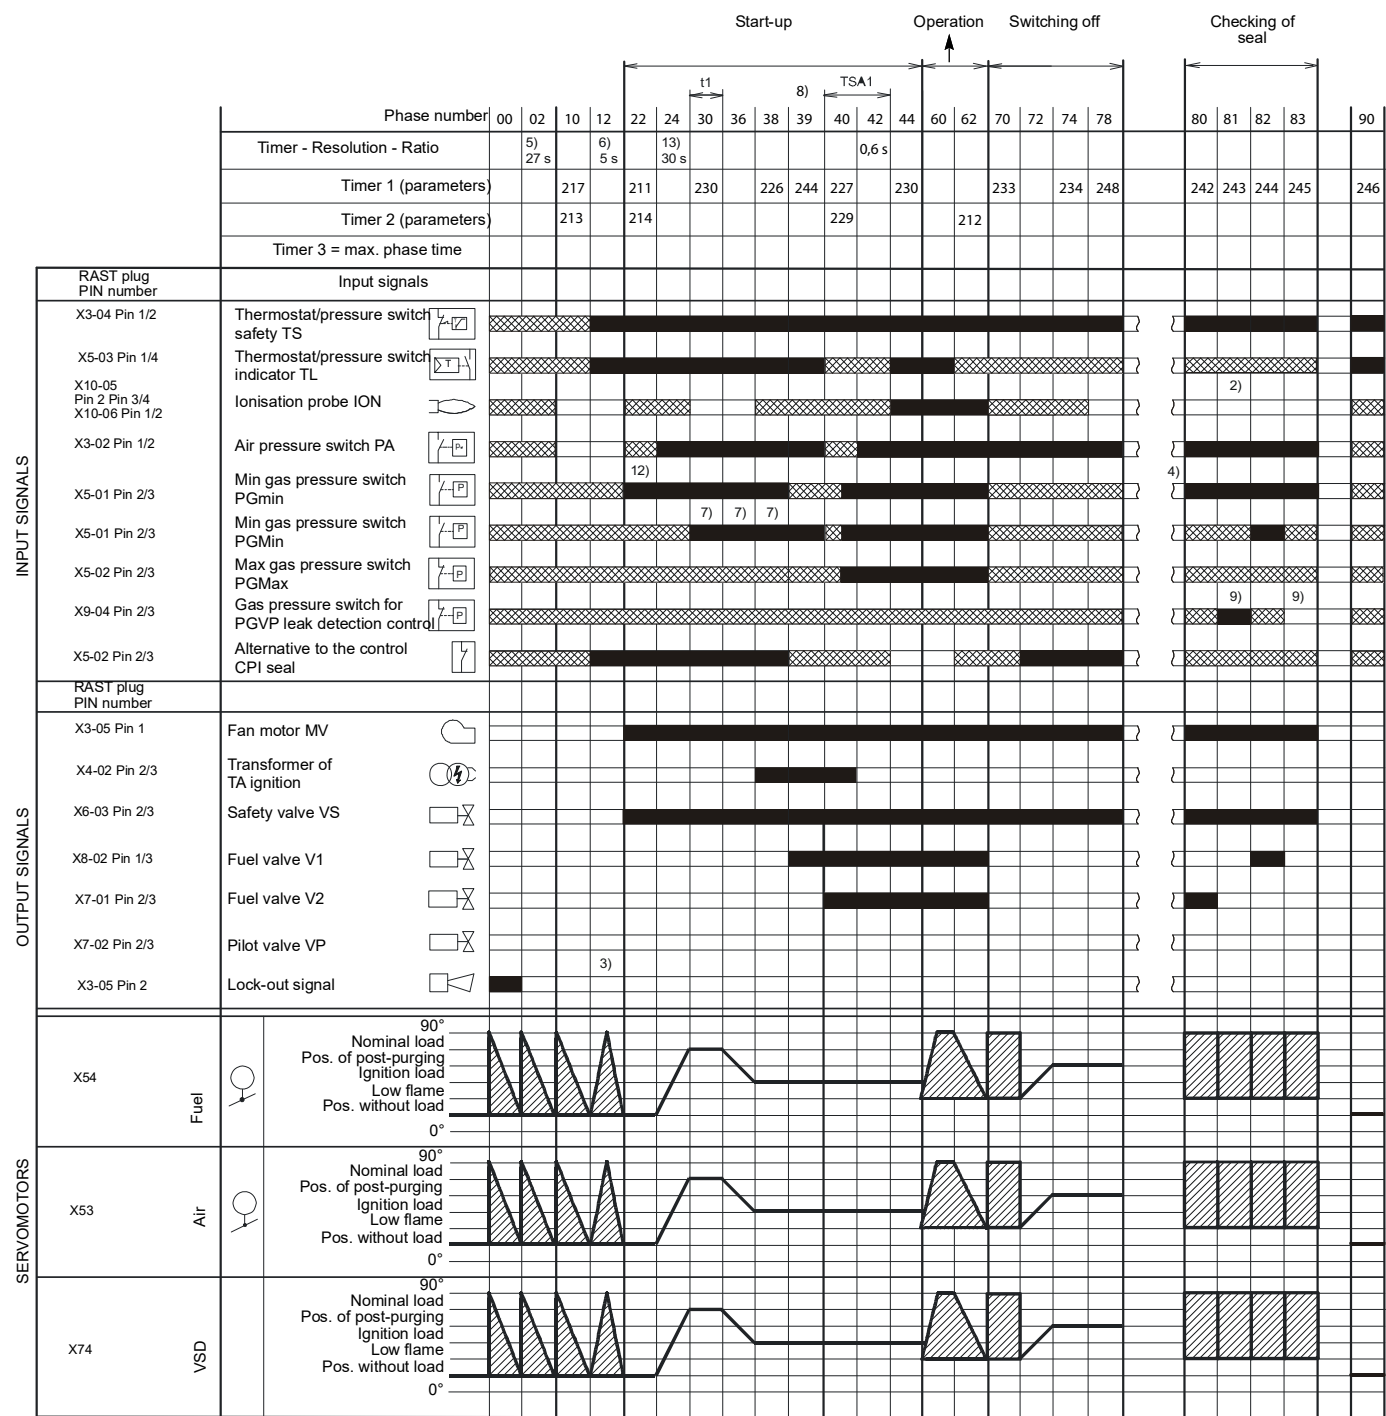 Start-up Operation Switching off Checking of
seal
t1 8) TSA1
Phase number 00 02 10 12 22 24 30 36 38 39 40 42 44 60 62 70 72 74 78 80 81 82 83 90
Timer - Resolution - Ratio 5) 6) 13) 0,6 s
27 s 5 s 30 s
Timer 1 (parameters) 217 211 230 226 244 227 230 233 234 248 242 243 244 245 246
Timer 2 (parameters) 213 214 229 212
Timer 3 = max. phase time
RAST plug
PIN number
Input signals
INPUT SIGNALS
X3-04 Pin 1/2
Thermostat/pressure switch
safety TS
X5-03 Pin 1/4
Thermostat/pressure switch
indicator TL
T
2)
X10-05
Pin 2 Pin 3/4
X10-06 Pin 1/2
Ionisation probe ION
X3-02 Pin 1/2
Air pressure switch PA
P
12) 4)
X5-01 Pin 2/3
Min gas pressure switch
PGmin
P
7) 7) 7)
X5-01 Pin 2/3
Min gas pressure switch
PGMin
P
X5-02 Pin 2/3
Max gas pressure switch
PGMax
P
9) 9)
X9-04 Pin 2/3
Gas pressure switch for
PGVP leak detection control
P
X5-02 Pin 2/3
Alternative to the control
CPI seal
RAST plug
PIN number
OUTPUT SIGNALS
X3-05 Pin 1
Fan motor MV
X4-02 Pin 2/3
Transformer of
TA ignition
X6-03 Pin 2/3
Safety valve VS
X8-02 Pin 1/3
Fuel valve V1
X7-01 Pin 2/3
Fuel valve V2
X7-02 Pin 2/3
Pilot valve VP
3)
X3-05 Pin 2
Lock-out signal
SERVOMOTORS
X54
Fuel
90°
Nominal load
Pos. of post-purging
Ignition load
Low flame
Pos. without load
0°
X53
Air
90°
Nominal load
Pos. of post-purging
Ignition load
Low flame
Pos. without load
0°
X74
VSD
90°
Nominal load
Pos. of post-purging
Ignition load
Low flame
Pos. without load
0°